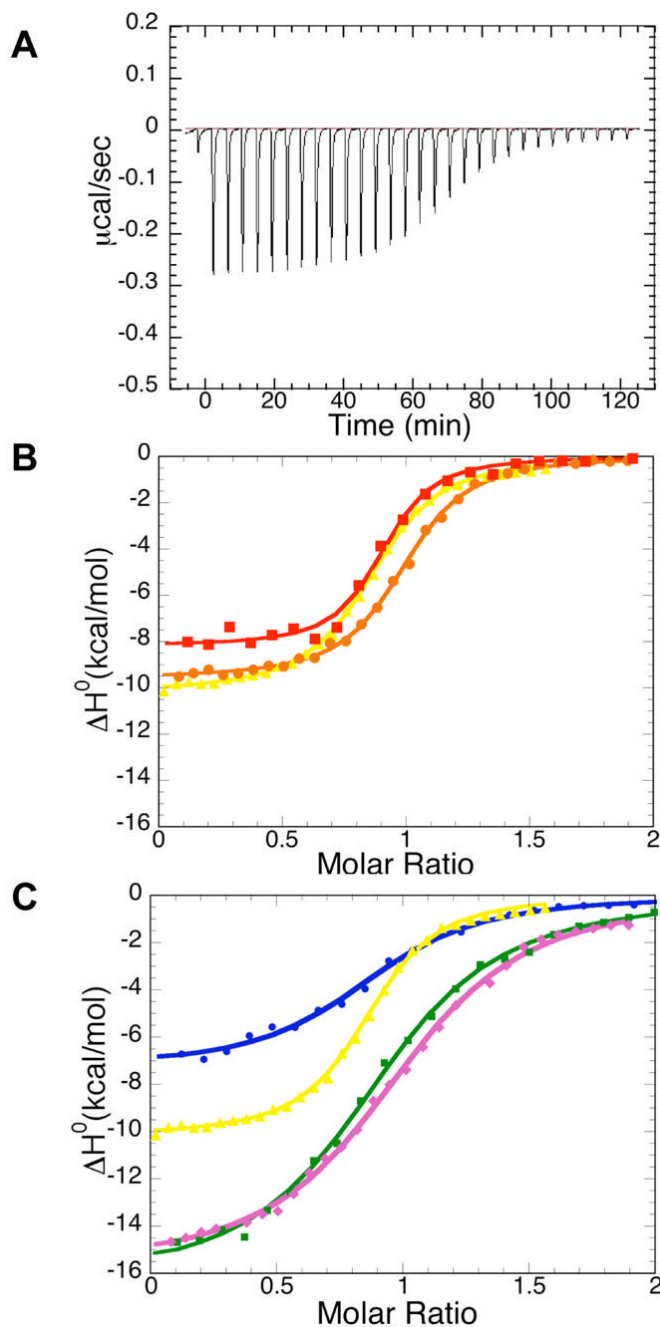 A
0.2
0.1
0
-0.1
-0.2
-0.3
-0.4
-0.5
μcal/sec
0 20 40 60 80 100 120
Time (min)
B
0
-2
-4
-6
-8
-10
-12
-14
-16
ΔH⁰(kcal/mol)
0 0.5 1 1.5 2
Molar Ratio
C
0
-2
-4
-6
-8
-10
-12
-14
-16
ΔH⁰(kcal/mol)
0 0.5 1 1.5 2
Molar Ratio